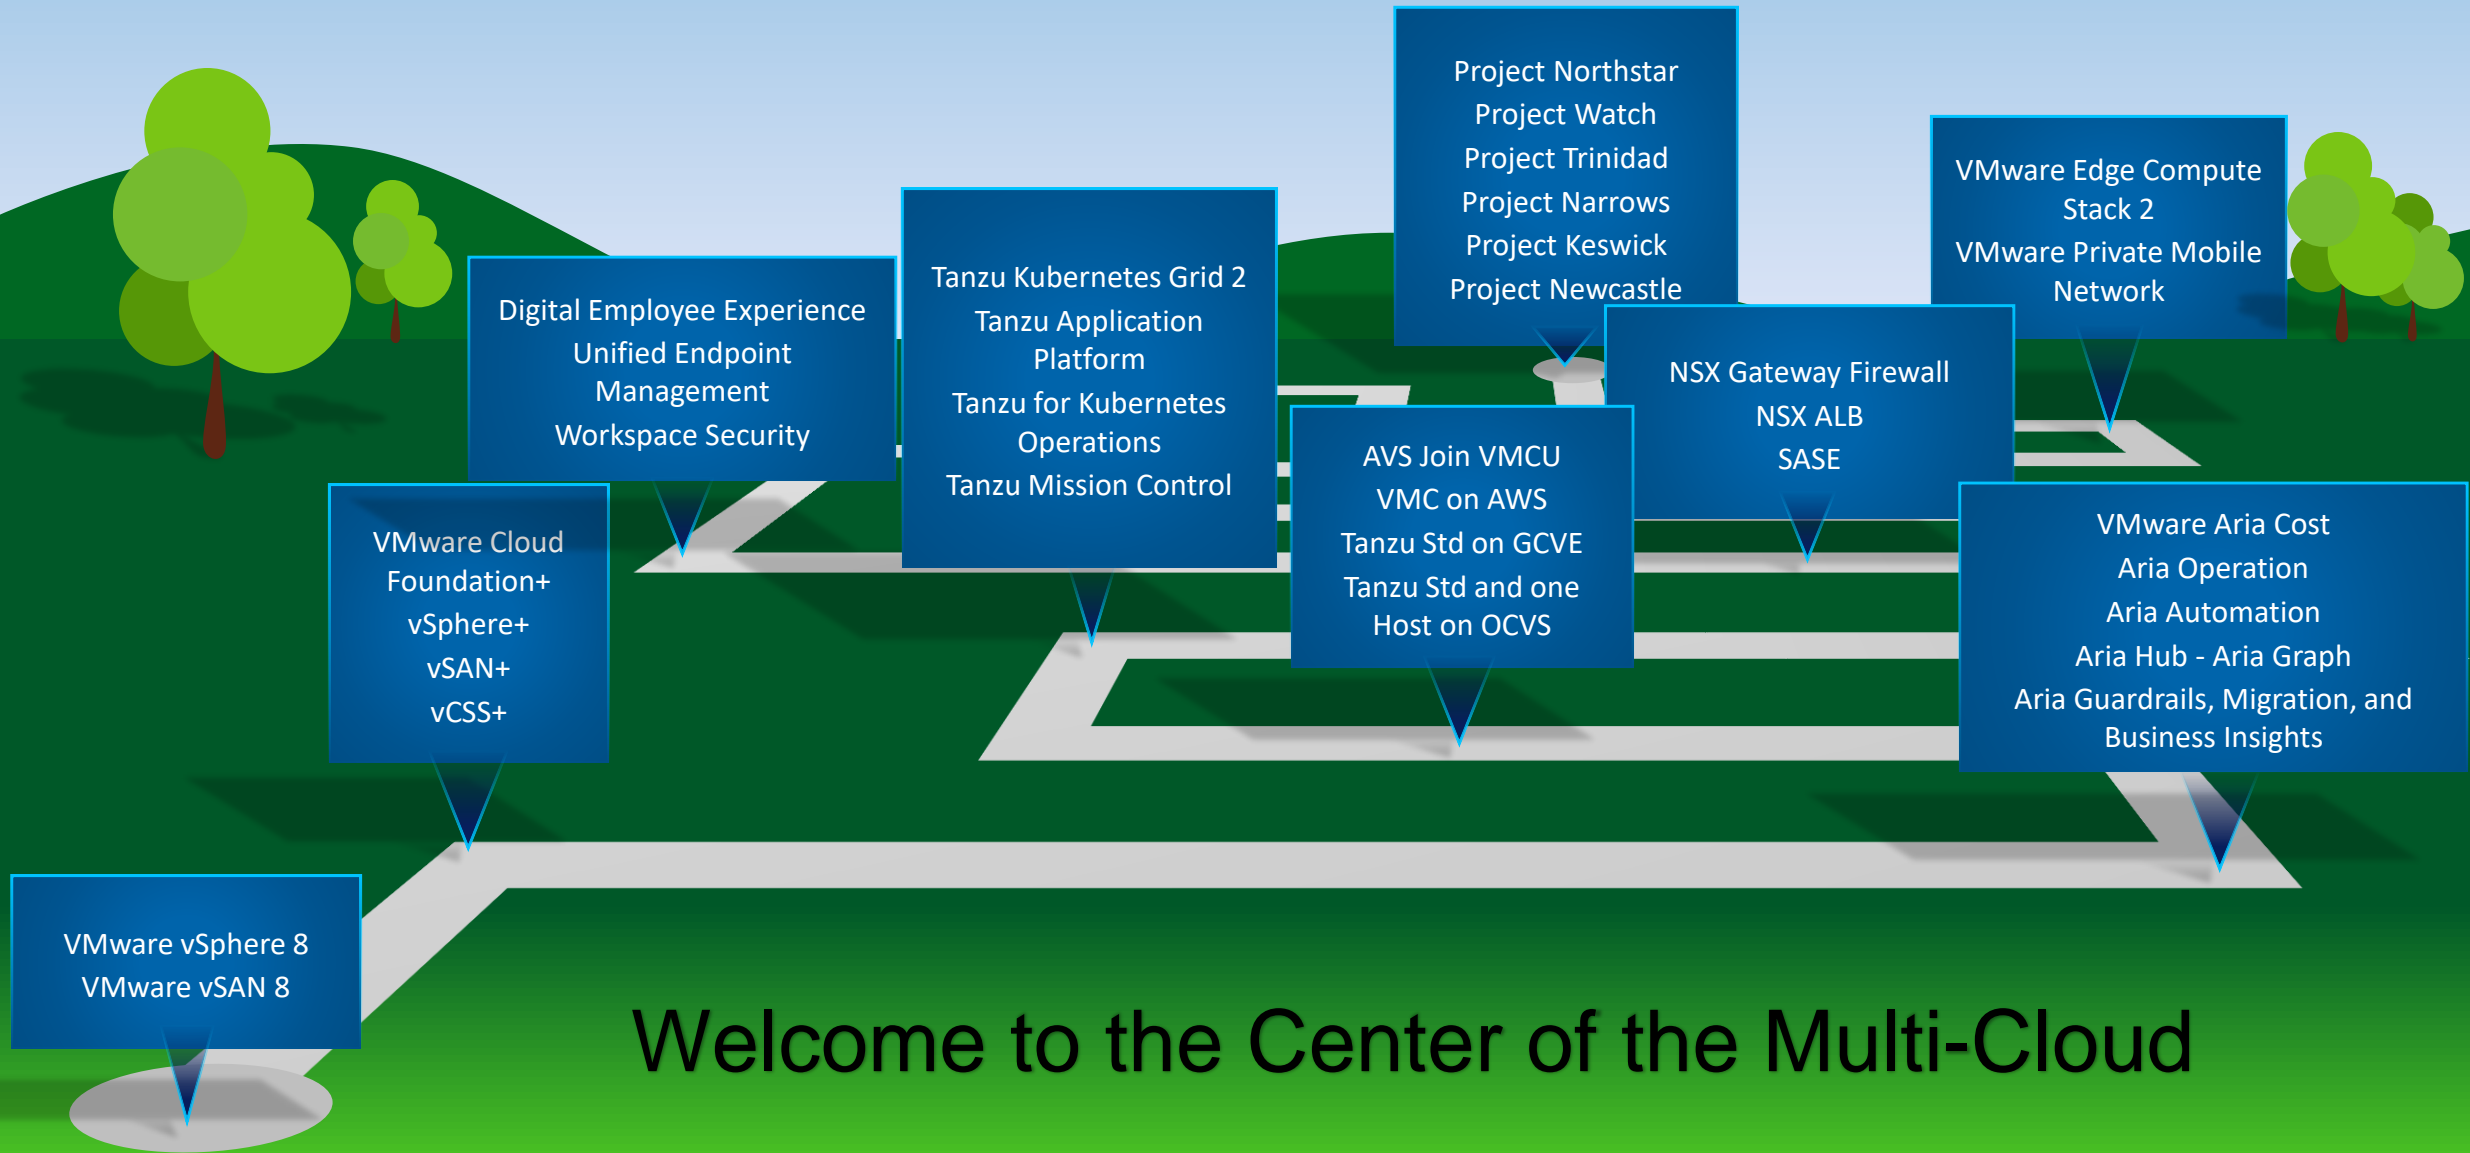 Project Northstar
Project Watch
Project Trinidad
Project Narrows
Project Keswick
Project Newcastle
VMware Edge Compute
Stack 2
VMware Private Mobile
Network
Tanzu Kubernetes Grid 2
Tanzu Application
Platform
Tanzu for Kubernetes
Operations
Tanzu Mission Control
Digital Employee Experience
Unified Endpoint
Management
Workspace Security
NSX Gateway Firewall
NSX ALB
SASE
AVS Join VMCU
VMC on AWS
Tanzu Std on GCVE
Tanzu Std and one
Host on OCVS
VMware Cloud
Foundation+
vSphere+
vSAN+
vCSS+
VMware Aria Cost
Aria Operation
Aria Automation
Aria Hub - Aria Graph
Aria Guardrails, Migration, and
Business Insights
VMware vSphere 8
VMware vSAN 8
Welcome to the Center of the Multi-Cloud